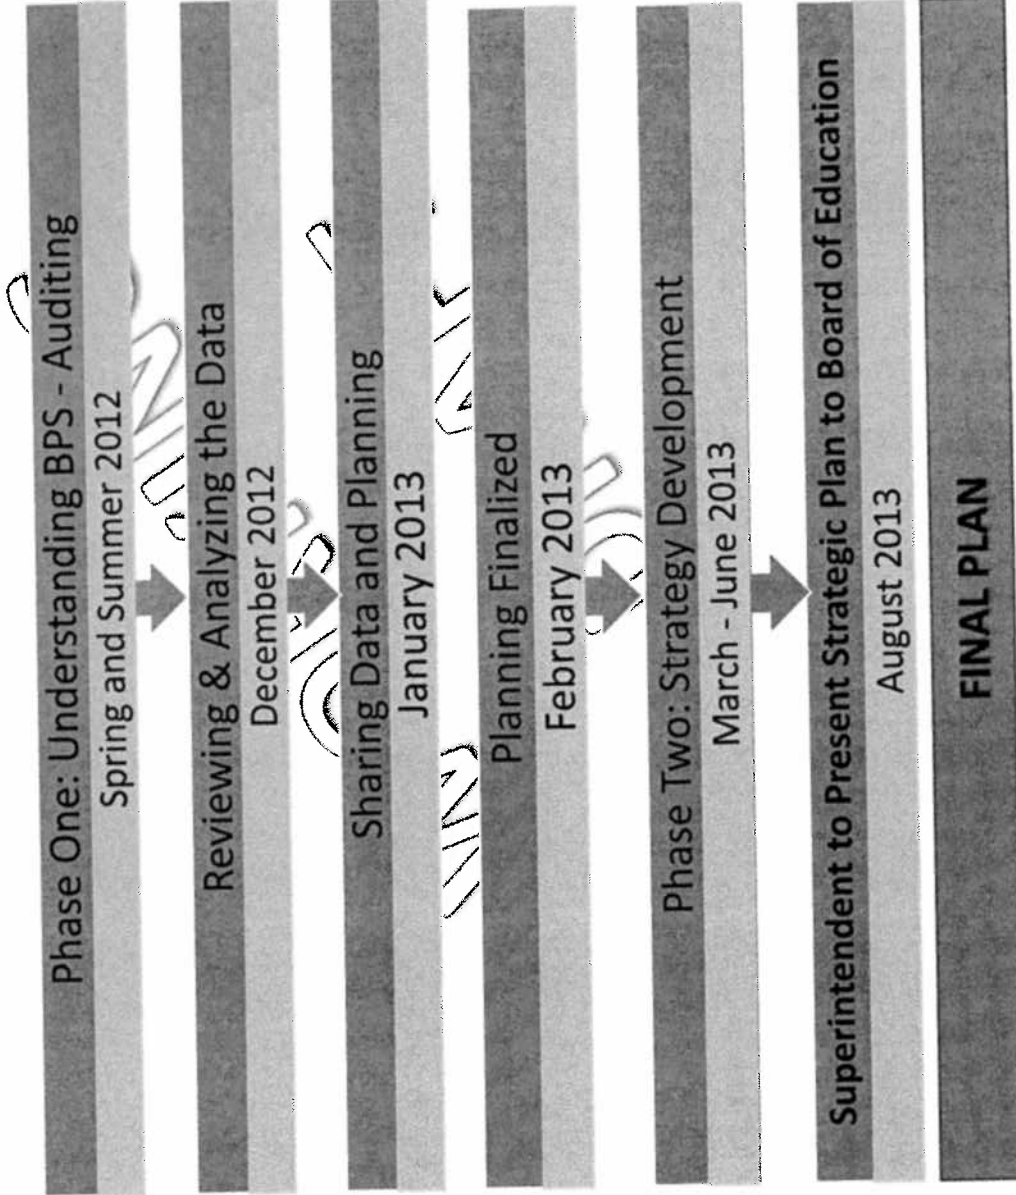 Phase One: Understanding BPS - Auditing
Spring and Summer 2012
Reviewing & Analyzing the Data
December 2012
Sharing Data and Planning
January 2013
Planning Finalized
February 2013
Phase Two: Strategy Development
March - June 2013
Superintendent to Present Strategic Plan to Board of Education
August 2013
FINAL PLAN